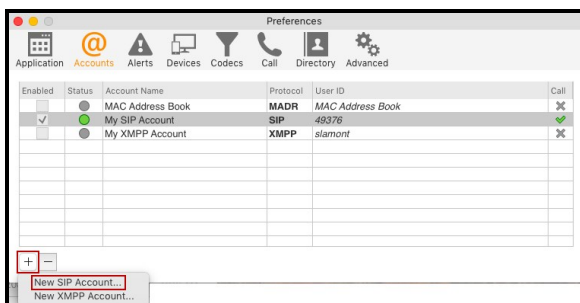 Preferences
Application Accounts Alerts Devices Codecs Call Directory Advanced
Enabled Status Account Name Protocol User ID Call
MAC Address Book MADR MAC Address Book
My SIP Account SIP 49376
My XMPP Account XMPP slamont
+ −
New SIP Account...
New XMPP Account...